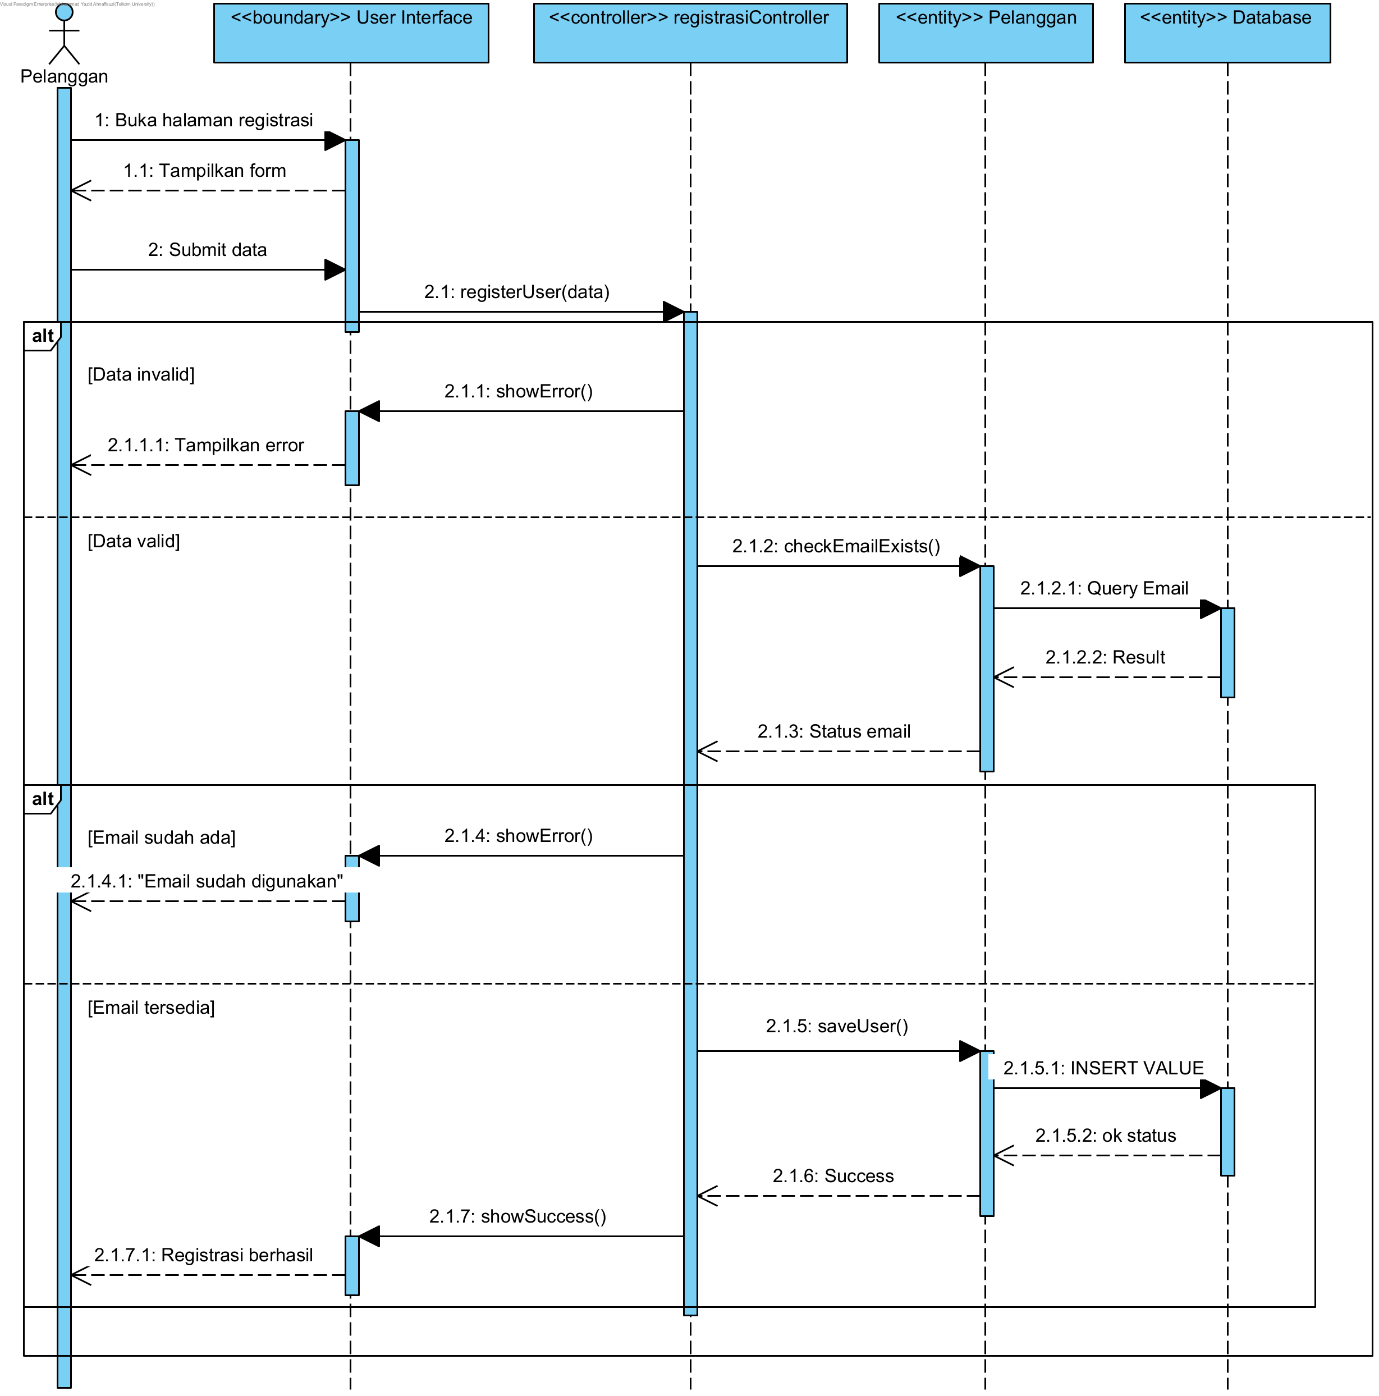 <<boundary>> User Interface
<<controller>> registrasiController
<<entity>> Pelanggan
<<entity>> Database
Pelanggan
1: Buka halaman registrasi
1.1: Tampilkan form
2: Submit data
2.1: registerUser(data)
alt
[Data invalid]
2.1.1: showError()
2.1.1.1: Tampilkan error
[Data valid]
2.1.2: checkEmailExists()
2.1.2.1: Query Email
2.1.2.2: Result
2.1.3: Status email
alt
[Email sudah ada]
2.1.4: showError()
2.1.4.1: "Email sudah digunakan"
[Email tersedia]
2.1.5: saveUser()
2.1.5.1: INSERT VALUE
2.1.5.2: ok status
2.1.6: Success
2.1.7: showSuccess()
2.1.7.1: Registrasi berhasil